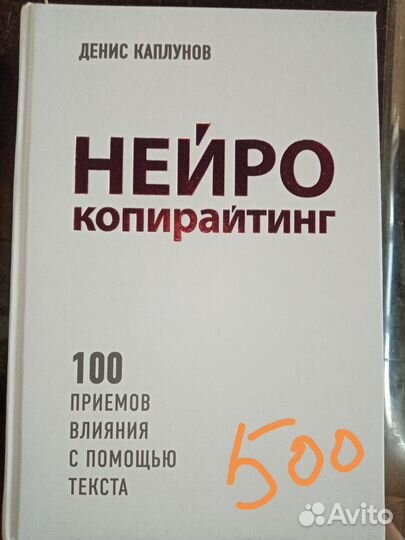 ДЕНИС КАПЛУНОВ
НЕЙРО
копирайтинг
100
ПРИЕМОВ
ВЛИЯНИЯ
С ПОМОЩЬЮ
ТЕКСТА
500
Avito